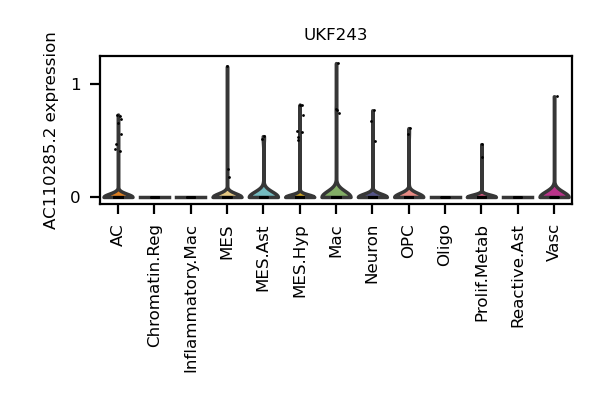 UKF243
AC110285.2 expression
1
0
AC
Chromatin.Reg
Inflammatory.Mac
MES
MES.Ast
MES.Hyp
Mac
Neuron
OPC
Oligo
Prolif.Metab
Reactive.Ast
Vasc